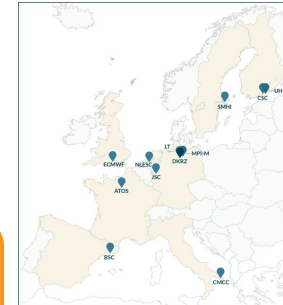 SMHI
CSC
UH
LT
MPI-M
DKRZ
ECMWF
NLESC
JSC
ATOS
BSC
CMCC